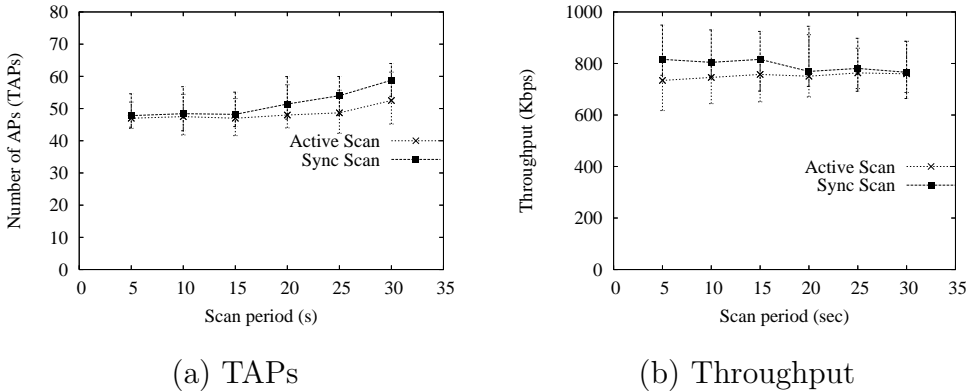 80
70
60
50
40
30
20
10
0
Number of APs (TAPs)
Active Scan
Sync Scan
0 5 10 15 20 25 30 35
Scan period (s)
(a) TAPs
1000
800
600
400
200
0
Throughput (Kbps)
Active Scan
Sync Scan
0 5 10 15 20 25 30 35
Scan period (sec)
(b) Throughput